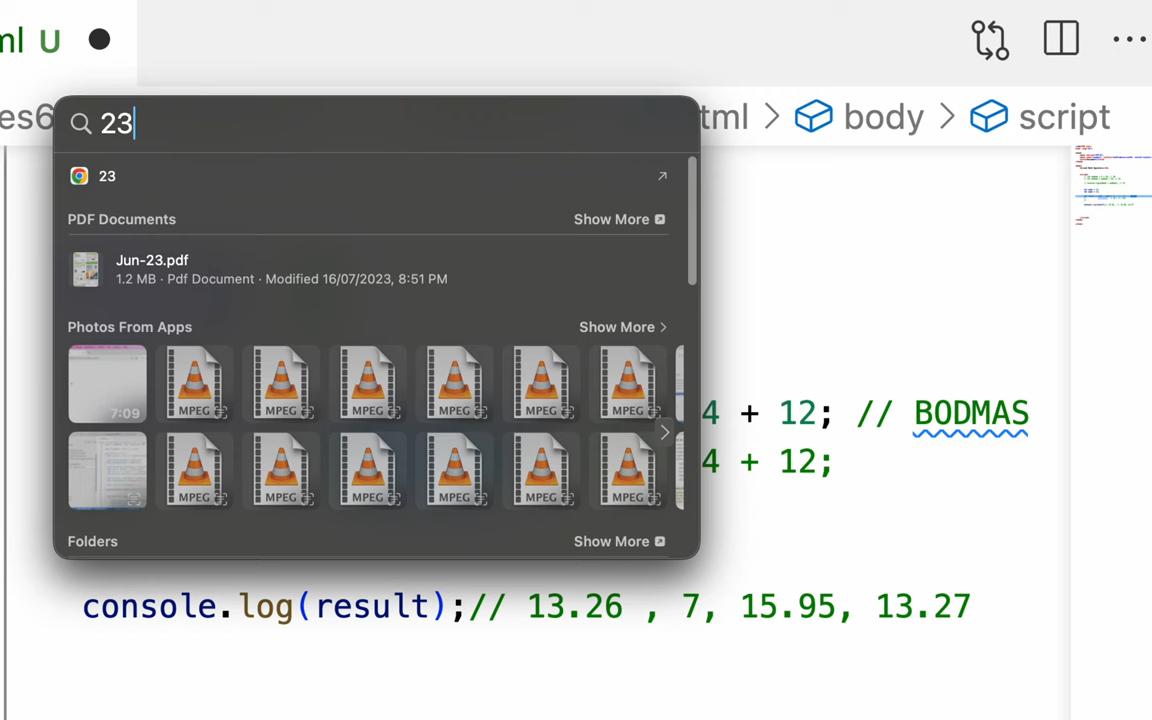 ml U
es6
23
tml > body > script
23
PDF Documents Show More
Jun-23.pdf
1.2 MB · Pdf Document · Modified 16/07/2023, 8:51 PM
Photos From Apps Show More
7:09
MPEG MPEG MPEG MPEG MPEG MPEG
MPEG MPEG MPEG MPEG MPEG MPEG
4 + 12; // BODMAS
4 + 12;
Folders Show More
console.log(result);// 13.26 , 7, 15.95, 13.27